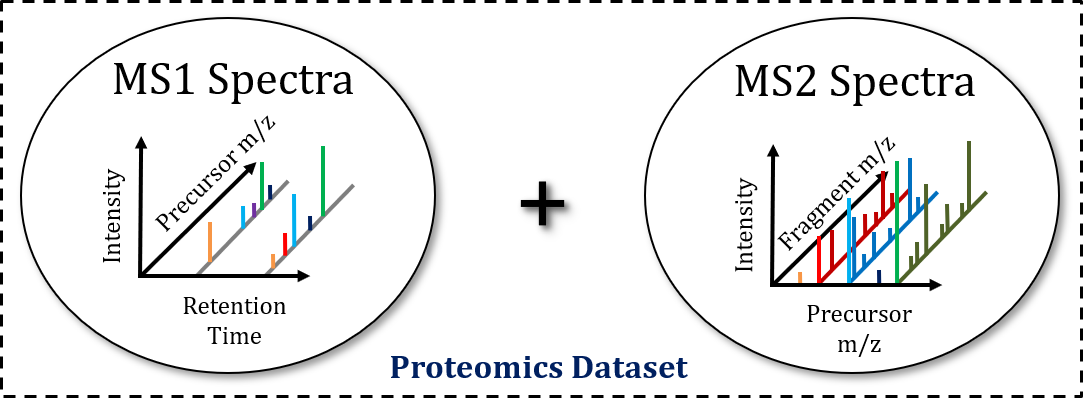 MS1 Spectra
Intensity
Precursor m/z
Retention
Time
+
MS2 Spectra
Intensity
Fragment m/z
Precursor
m/z
Proteomics Dataset